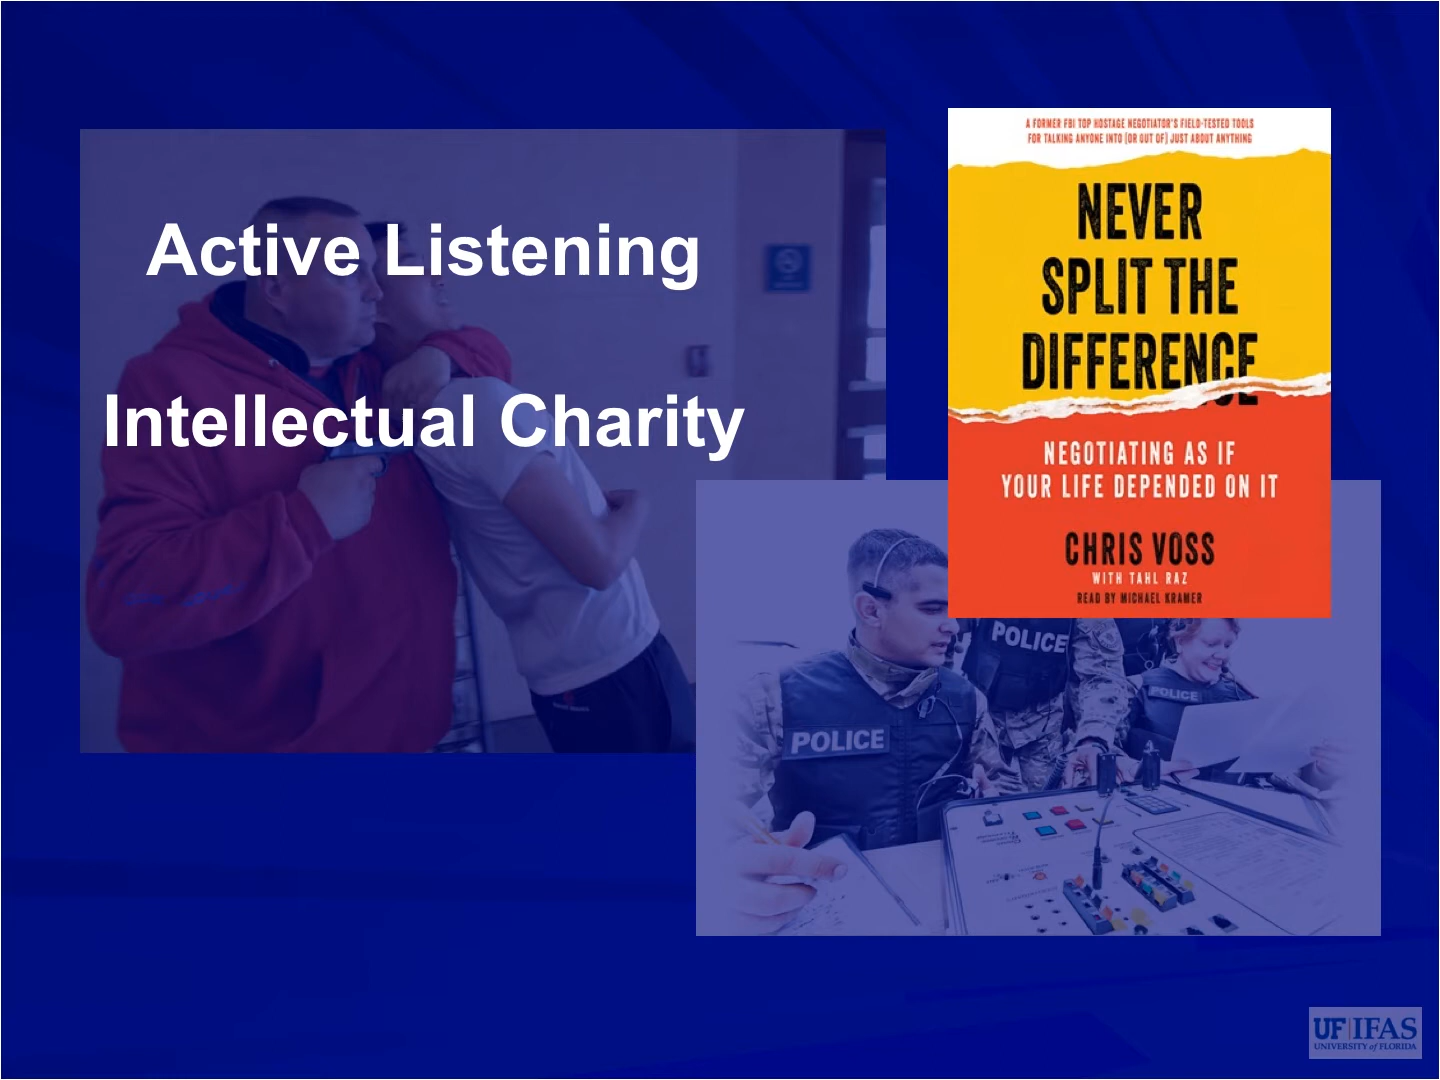 Active Listening
Intellectual Charity
A FORMER FBI TOP HOSTAGE NEGOTIATOR'S FIELD-TESTED TOOLS
FOR TALKING ANYONE INTO (OR OUT OF) JUST ABOUT ANYTHING
NEVER
SPLIT THE
DIFFERENCE
NEGOTIATING AS IF
YOUR LIFE DEPENDED ON IT
CHRIS VOSS
WITH TAHL RAZ
READ BY MICHAEL KRAMER
POLICE
POLICE
POLICE
UF IFAS
UNIVERSITY of FLORIDA